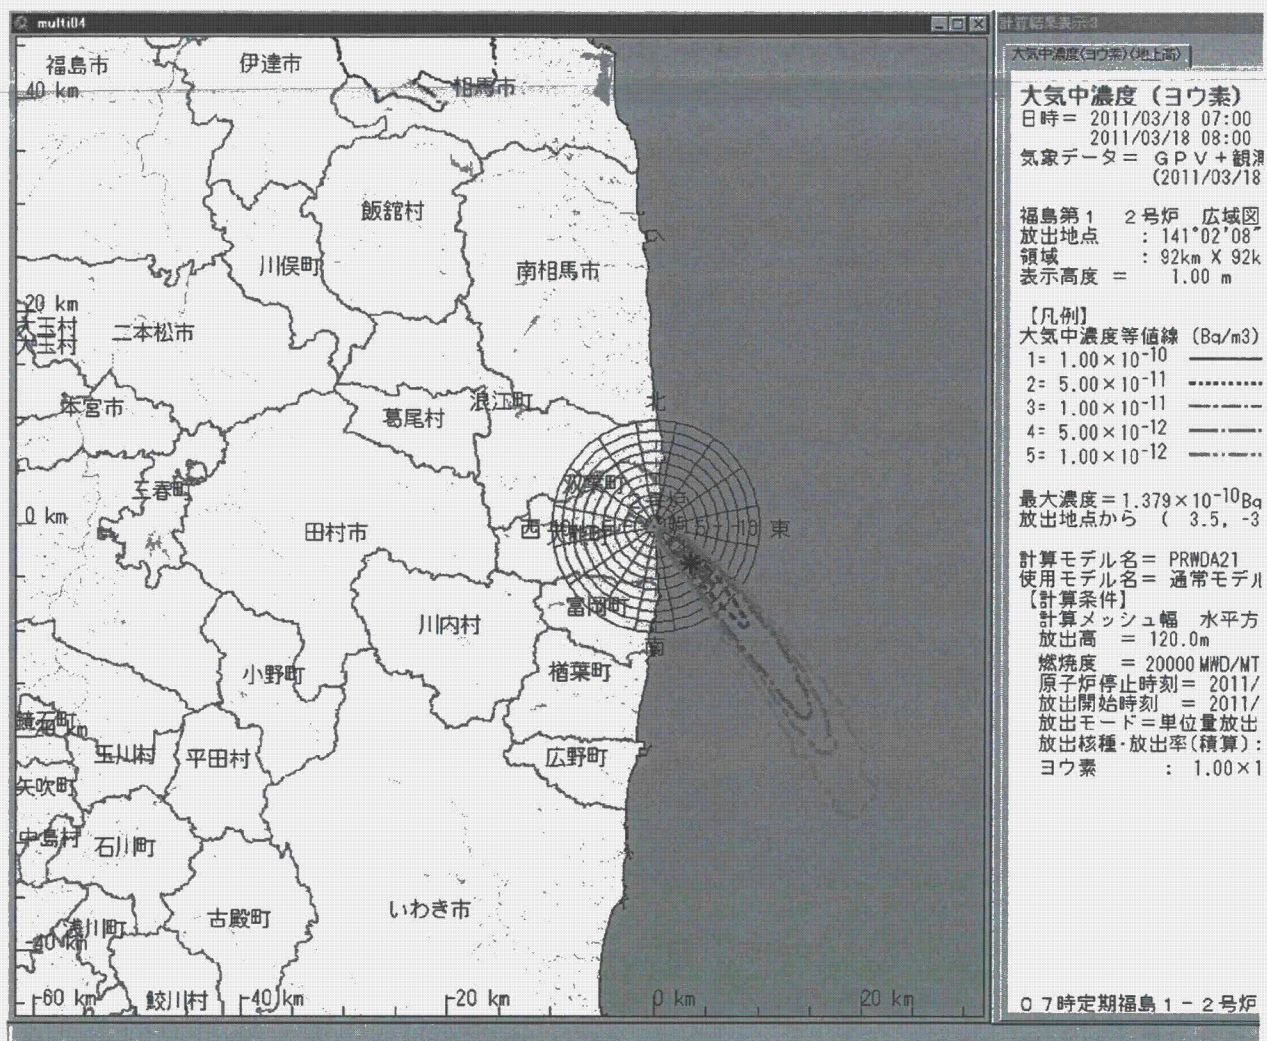 multi04
福島市
伊達市
相馬市
40 km
飯舘村
川俣町
南相馬市
20 km
大玉村
大玉村
二本松市
本宮市
葛尾村
浪江町
北
三春町
双葉町
0 km
田村市
西
東
川内村
富岡町
南
小野町
楢葉町
鏡石町
玉川村
平田村
広野町
矢吹町
中島村
石川町
いわき市
浅川町
古殿町
-40 km
鮫川村
-60 km
-40 km
-20 km
0 km
20 km
計算結果表示3
大気中濃度(ヨウ素)(地上高)
大気中濃度(ヨウ素)
日時= 2011/03/18 07:00
2011/03/18 08:00
気象データ= GPV+観測
(2011/03/18
福島第1 2号炉 広域図
放出地点 : 141°02'08"
領域 : 92km X 92k
表示高度 = 1.00 m
【凡例】
大気中濃度等値線 (Bq/m3)
1= 1.00×10-10
2= 5.00×10-11
3= 1.00×10-11
4= 5.00×10-12
5= 1.00×10-12
最大濃度=1.379×10-10Bq
放出地点から ( 3.5, -3
計算モデル名= PRWDA21
使用モデル名= 通常モデル
【計算条件】
計算メッシュ幅 水平方
放出高 = 120.0m
燃焼度 = 20000MWD/MT
原子炉停止時刻= 2011/
放出開始時刻 = 2011/
放出モード=単位量放出
放出核種・放出率(積算):
ヨウ素 : 1.00×1
07時定期福島1-2号炉